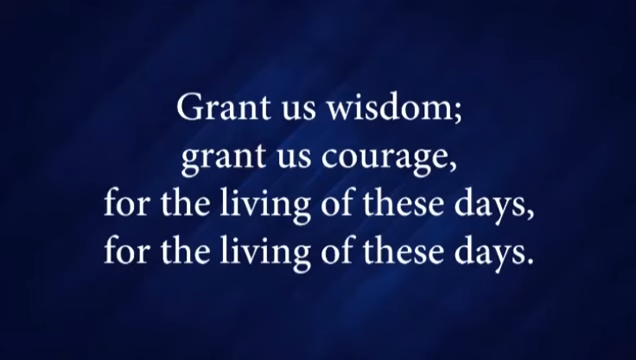 Grant us wisdom;
grant us courage,
for the living of these days,
for the living of these days.